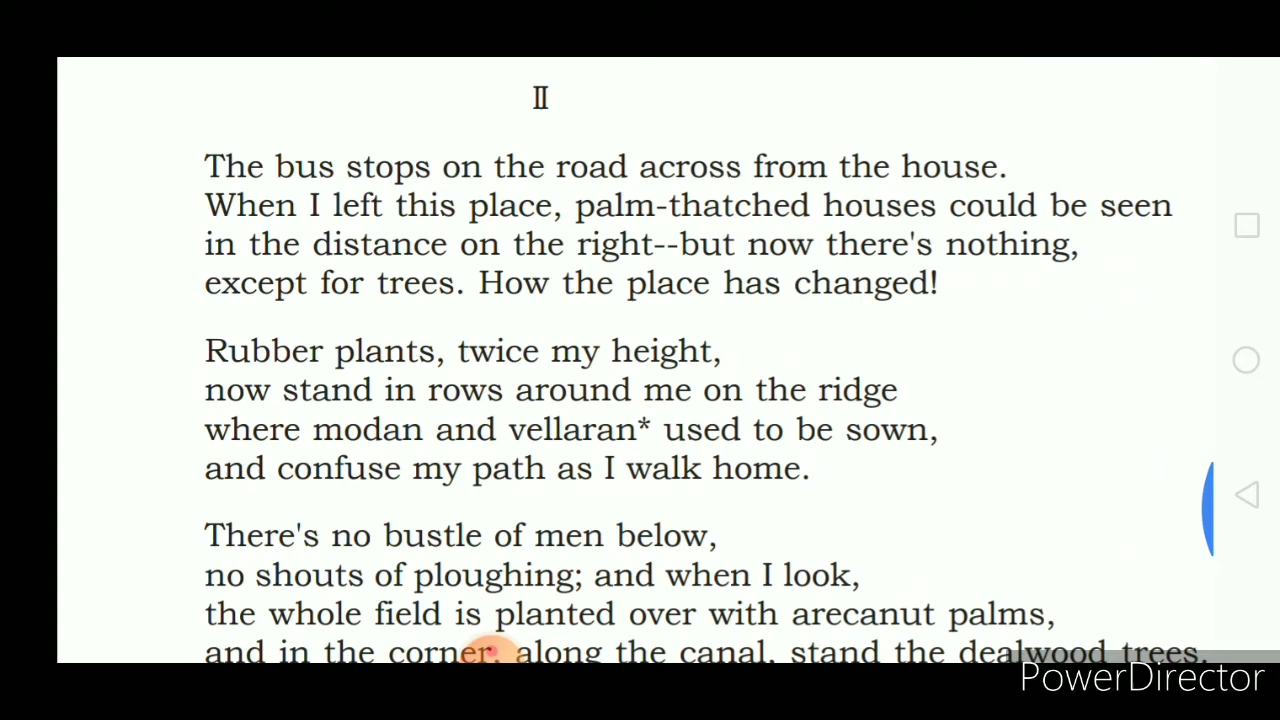 II
The bus stops on the road across from the house.
When I left this place, palm-thatched houses could be seen
in the distance on the right--but now there's nothing,
except for trees. How the place has changed!
Rubber plants, twice my height,
now stand in rows around me on the ridge
where modan and vellaran* used to be sown,
and confuse my path as I walk home.
There's no bustle of men below,
no shouts of ploughing; and when I look,
the whole field is planted over with arecanut palms,
and in the corner, along the canal, stand the dealwood trees.
PowerDirector